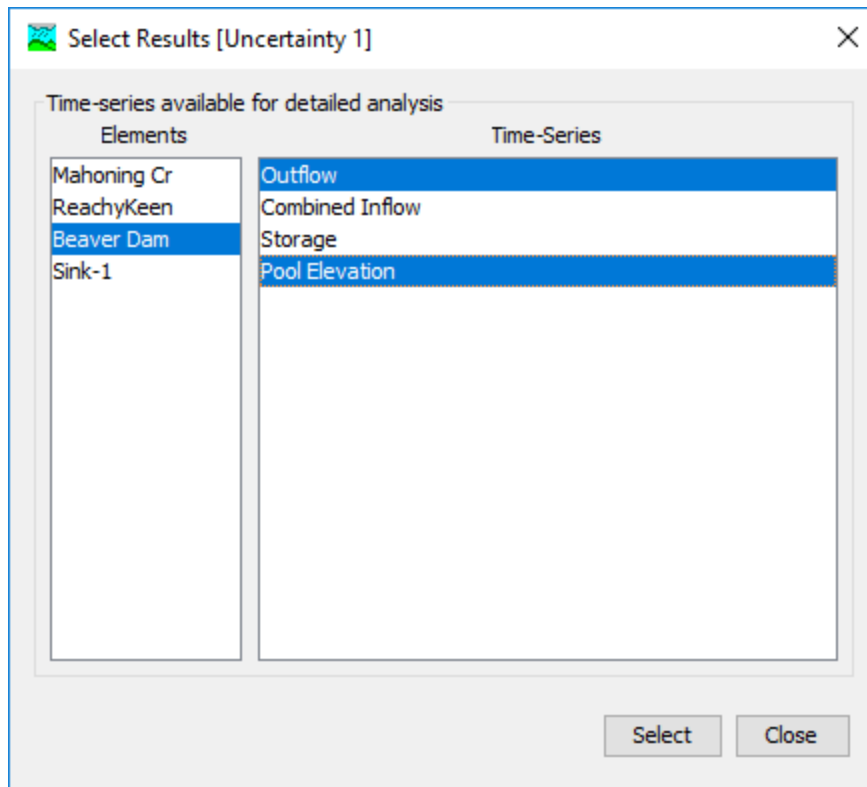 Select Results [Uncertainty 1]
Time-series available for detailed analysis
Elements
Time-Series
Mahoning Cr
ReachyKeen
Beaver Dam
Sink-1
Outflow
Combined Inflow
Storage
Pool Elevation
Select
Close